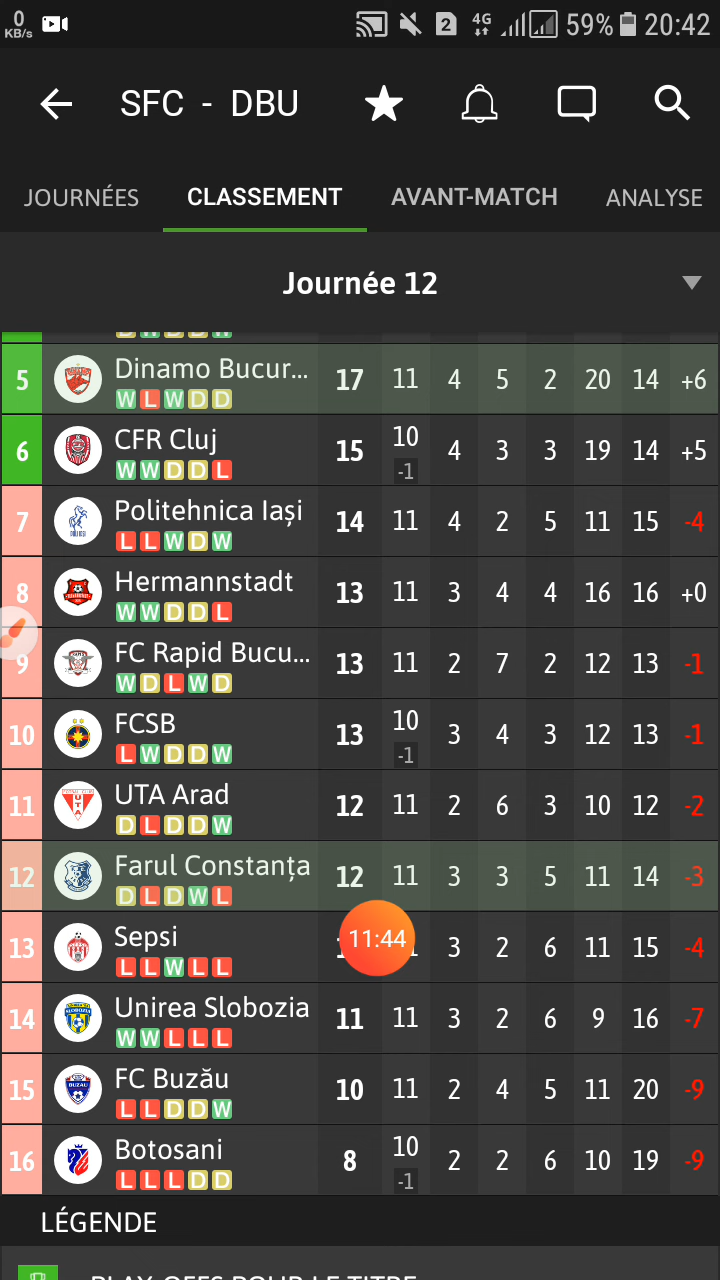 0 KB/s 2 4G 59% 20:42
SFC - DBU
JOURNÉES CLASSEMENT AVANT-MATCH ANALYSE
Journée 12
D W D D W
5 Dinamo Bucur... 17 11 4 5 2 20 14 +6
W L W D D
6 CFR Cluj 15 10 4 3 3 19 14 +5
W W D D L -1
7 Politehnica Iași 14 11 4 2 5 11 15 -4
L L W D W
8 Hermannstadt 13 11 3 4 4 16 16 +0
W W D D L
9 FC Rapid Bucu... 13 11 2 7 2 12 13 -1
W D L W D
10 FCSB 13 10 3 4 3 12 13 -1
L W D D W -1
11 UTA Arad 12 11 2 6 3 10 12 -2
D L D D W
12 Farul Constanța 12 11 3 3 5 11 14 -3
D L D W L
13 Sepsi 11:44 3 2 6 11 15 -4
L L W L L
14 Unirea Slobozia 11 11 3 2 6 9 16 -7
W W L L L
15 FC Buzău 10 11 2 4 5 11 20 -9
L L D D W
16 Botosani 8 10 2 2 6 10 19 -9
L L L D D -1
LÉGENDE
PLAY-OFFS POUR LE TITRE